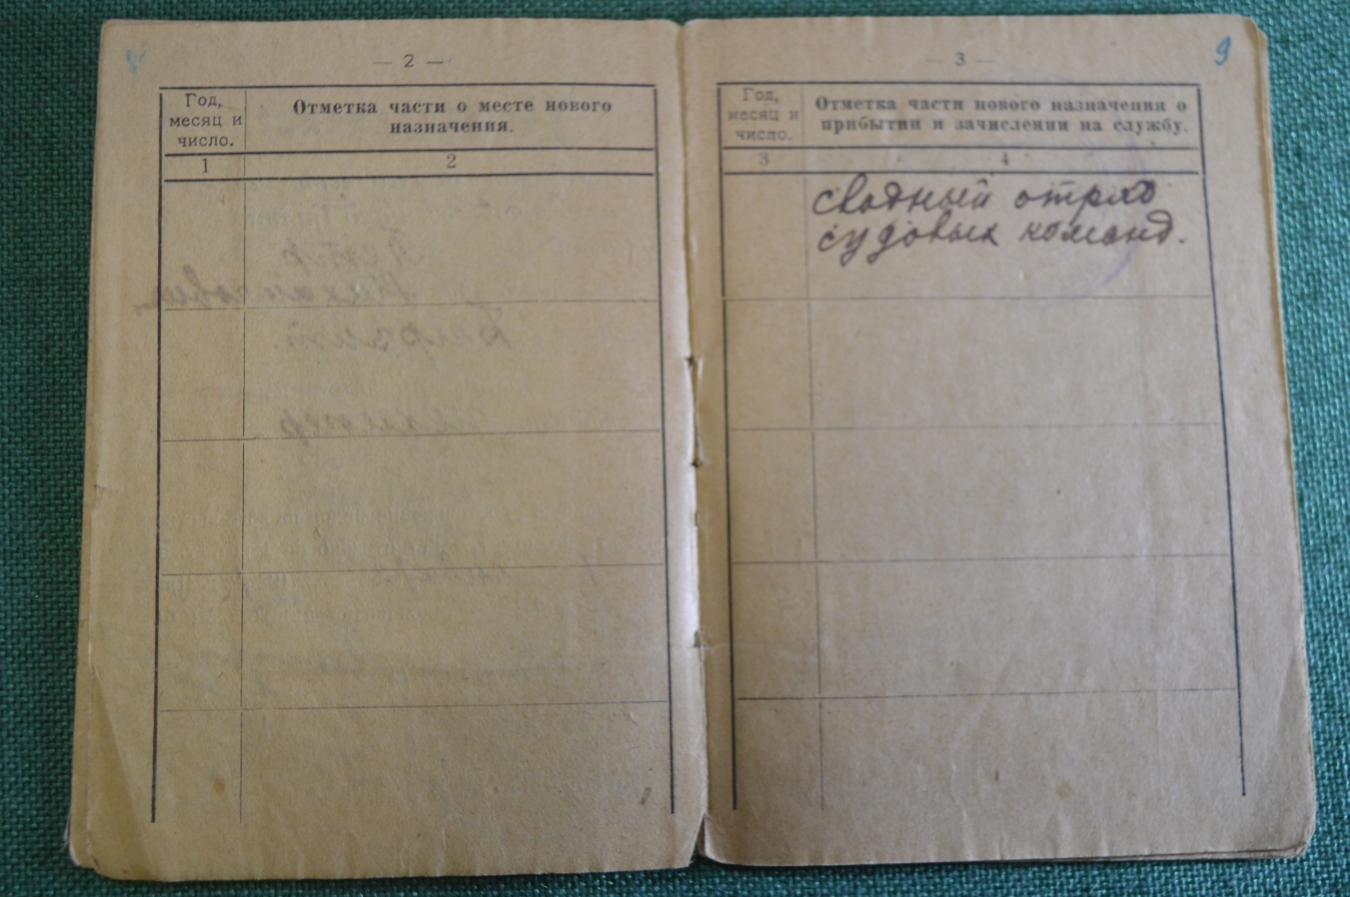 — 2 —
Год, месяц и число.
Отметка части о месте нового
назначения.
1
2
— 3 —
9
Год, месяц и число.
Отметка части нового назначения о
прибытии и зачислении на службу.
3
4
сводный отряд
судовых команд.